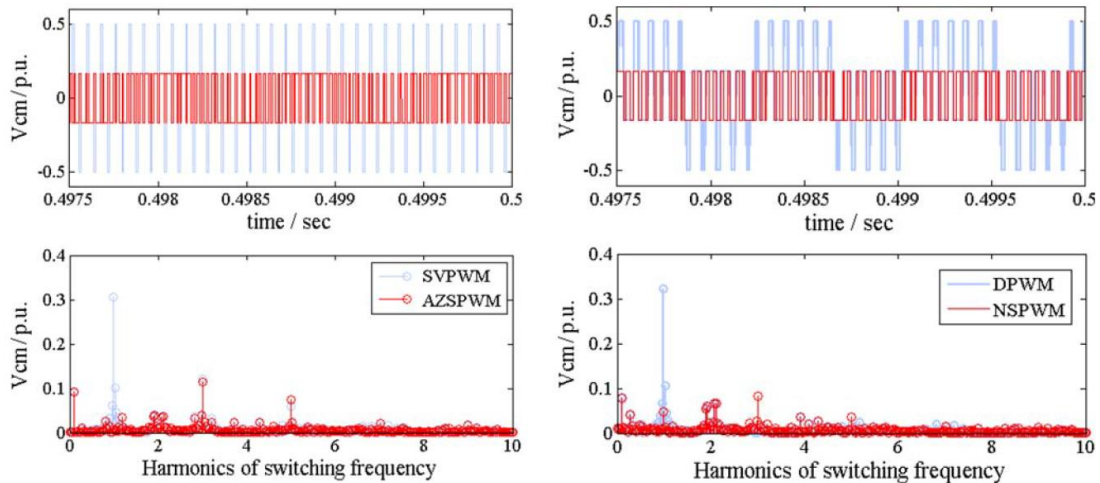 Vcm / p.u.
0.5
0
-0.5
0.4975 0.498 0.4985 0.499 0.4995 0.5
time / sec
Vcm / p.u.
0.5
0
-0.5
0.4975 0.498 0.4985 0.499 0.4995 0.5
time / sec
Vcm / p.u.
0.4
0.3
0.2
0.1
0
0 2 4 6 8 10
SVPWM
AZSPWM
Harmonics of switching frequency
Vcm / p.u.
0.4
0.3
0.2
0.1
0
0 2 4 6 8 10
DPWM
NSPWM
Harmonics of switching frequency